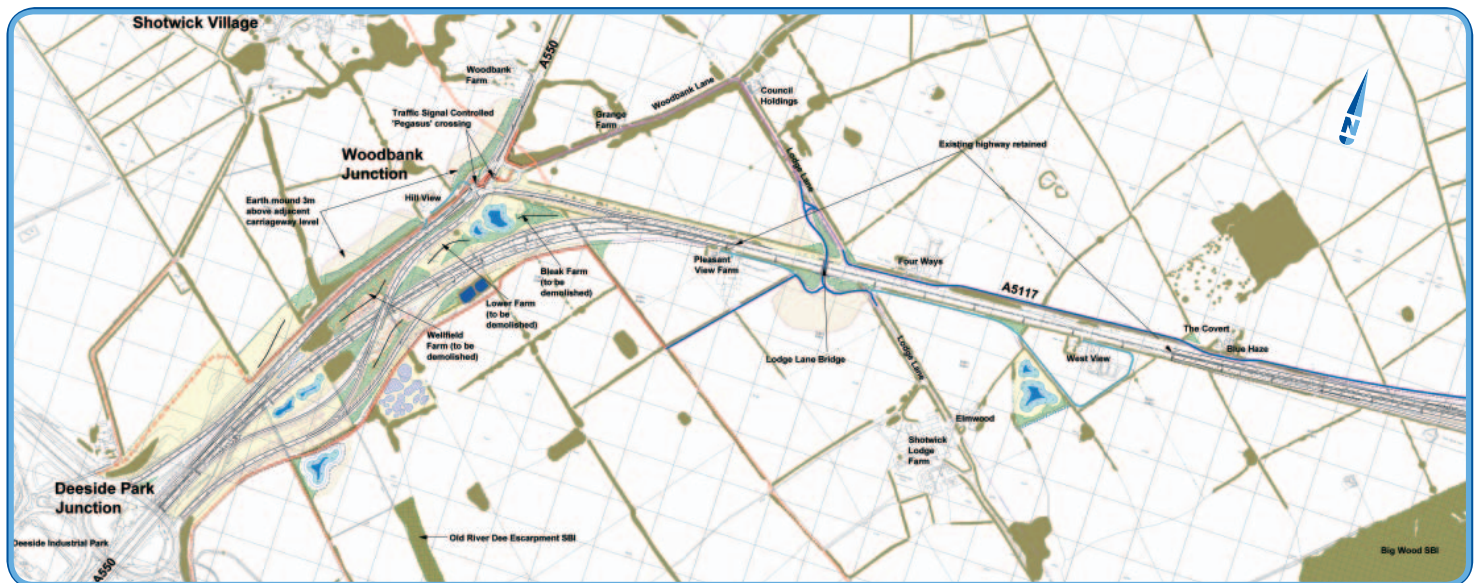 Shotwick Village
A550
Woodbank
Farm
Traffic Signal Controlled
'Pegasus' crossing
Woodbank Lane
Council
Holdings
Grange
Farm
N
Woodbank
Junction
Existing highway retained
Lodge Lane
Hill View
Earth mound 3m
above adjacent
carriageway level
Pleasant
View Farm
Four Ways
Bleak Farm
(to be
demolished)
A5117
Lower Farm
(to be
demolished)
The Covert
Blue Haze
Wellfield
Farm (to be
demolished)
Lodge Lane Bridge
Lodge Lane
West View
Elmwood
Shotwick
Lodge
Farm
Deeside Park
Junction
Old River Dee Escarpment SBI
Deeside Industrial Park
Big Wood SBI
A550